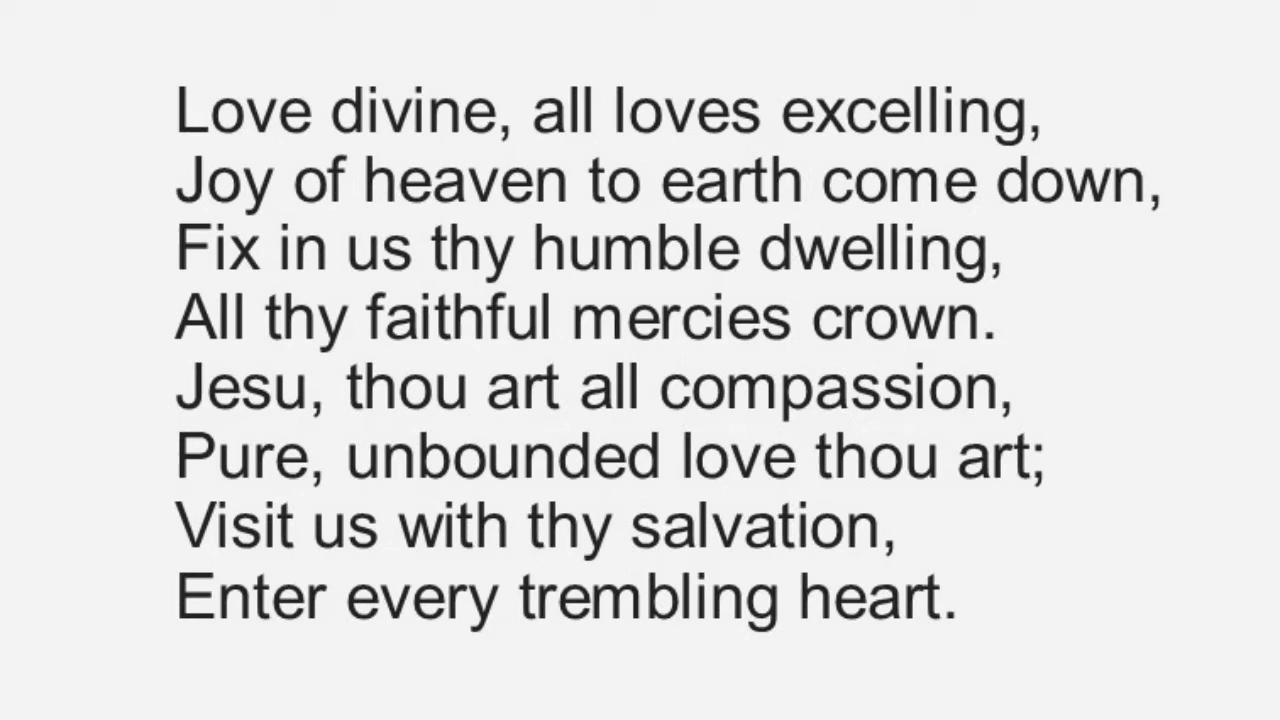 Love divine, all loves excelling,
Joy of heaven to earth come down,
Fix in us thy humble dwelling,
All thy faithful mercies crown.
Jesu, thou art all compassion,
Pure, unbounded love thou art;
Visit us with thy salvation,
Enter every trembling heart.